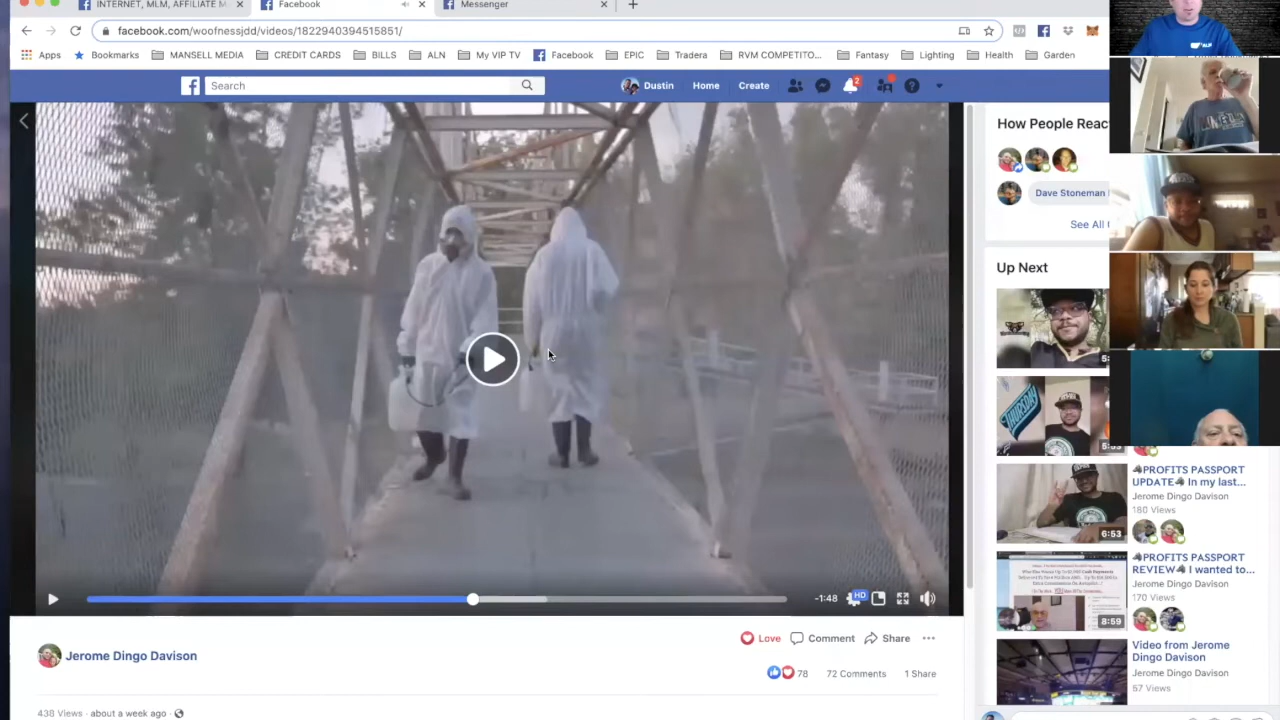 INTERNET, MLM, AFFILIATE M
Facebook
Messenger
facebook.com/woofnessjdd/videos/1822940394515851/
Apps
Bookmarks
MANSELL MEDIA
CREDIT CARDS
BILLS
ALN
My VIP TV
Facebook
EPIC
Tradera
RVM COMPETITO...
Fantasy
Lighting
Health
Garden
Search
Dustin
Home
Create
2
How People Reac
Dave Stoneman
See All
Up Next
THURSDAY
PROFITS PASSPORT
UPDATE In my last...
Jerome Dingo Davison
180 Views
6:53
PROFITS PASSPORT
REVIEW I wanted to...
Jerome Dingo Davison
170 Views
8:59
Video from Jerome
Dingo Davison
Jerome Dingo Davison
57 Views
-1:48
HD
Love
Comment
Share
Jerome Dingo Davison
78
72 Comments
1 Share
438 Views · about a week ago ·